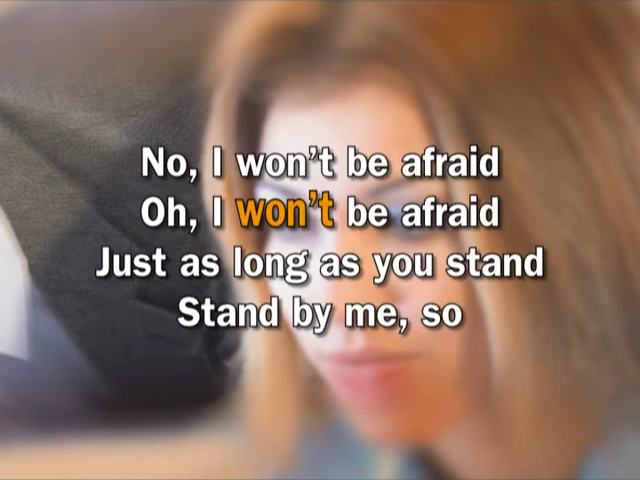 No, I won't be afraid
Oh, I won't be afraid
Just as long as you stand
Stand by me, so